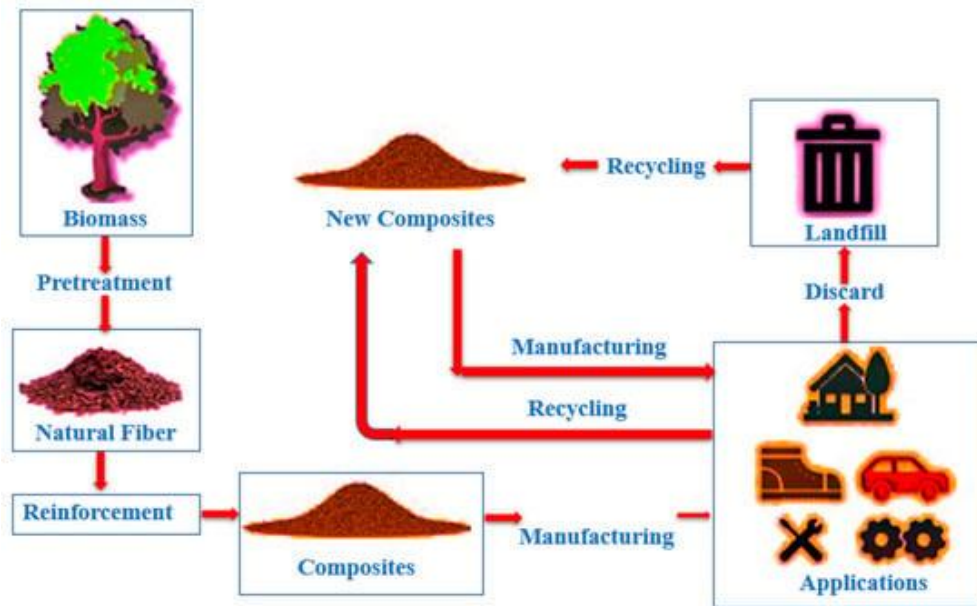 Biomass
Pretreatment
Natural Fiber
Reinforcement
Composites
Manufacturing
Applications
Discard
Landfill
Recycling
New Composites
Manufacturing
Recycling